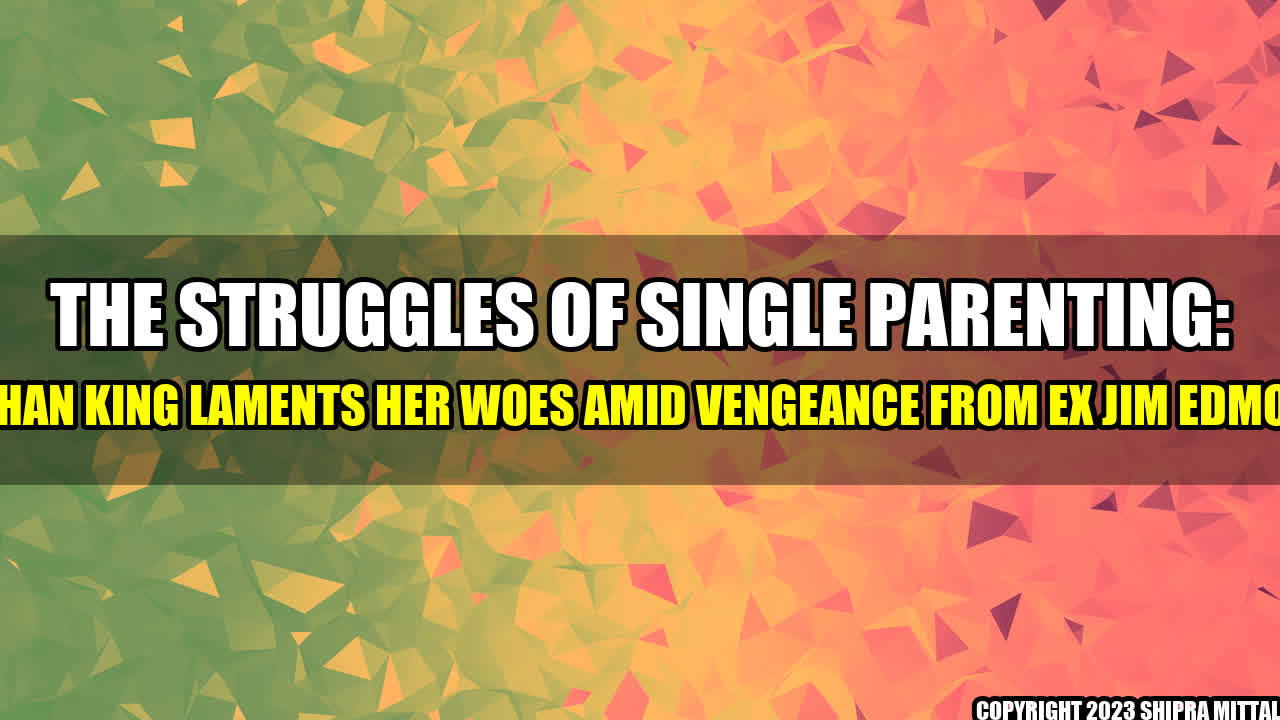 THE STRUGGLES OF SINGLE PARENTING:
HAN KING LAMENTS HER WOES AMID VENGEANCE FROM EX JIM EDMO
COPYRIGHT 2023 SHIPRA MITTAL